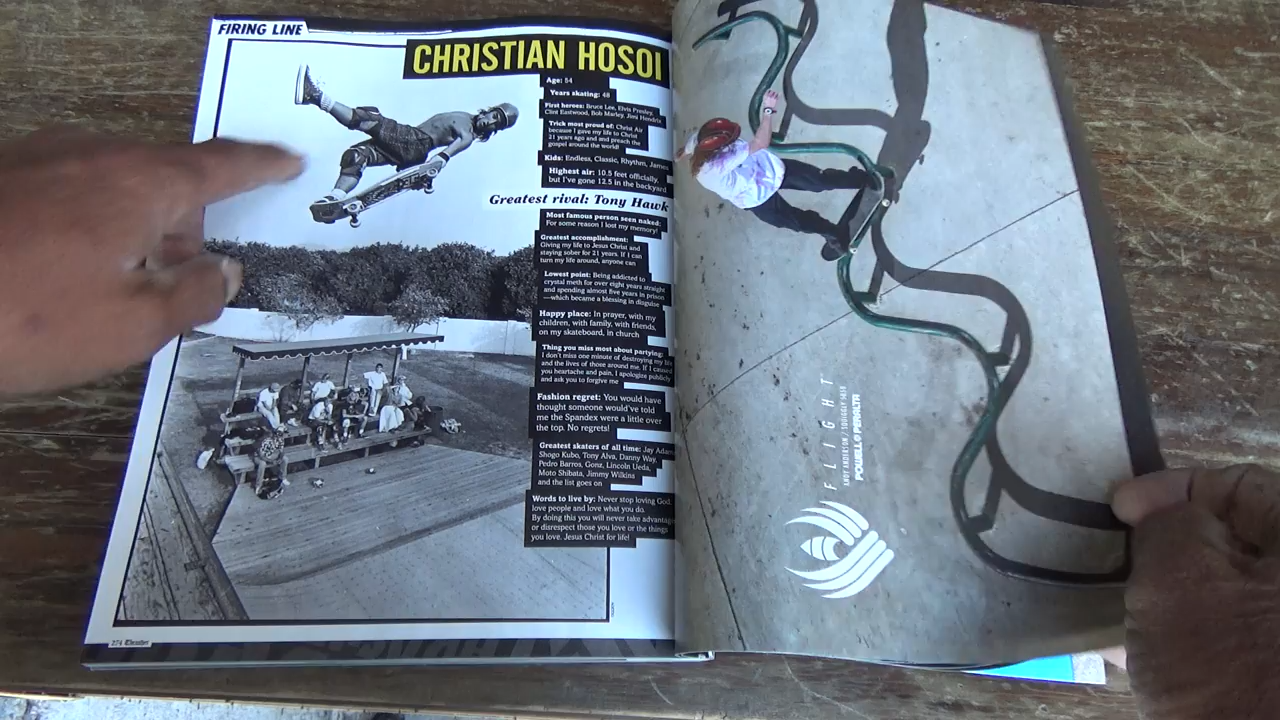 FIRING LINE
CHRISTIAN HOSOI
Age: 54
Years skating: 48
First heroes: Bruce Lee, Elvis Presley,
Clint Eastwood, Bob Marley, Jimi Hendrix
Trick most proud of: Christ Air
because I gave my life to Christ
21 years ago and and preach the
gospel around the world!
Kids: Endless, Classic, Rhythm, James
Highest air: 10.5 feet officially,
but I've gone 12.5 in the backyard
Greatest rival: Tony Hawk
Most famous person seen naked:
For some reason I lost my memory!
Greatest accomplishment:
Giving my life to Jesus Christ and
staying sober for 21 years. If I can
turn my life around, anyone can
Lowest point: Being addicted to
crystal meth for over eight years straight
and spending almost five years in prison
—which became a blessing in disguise
Happy place: In prayer, with my
children, with family, with friends,
on my skateboard, in church
Thing you miss most about partying:
I don't miss one minute of destroying my life
and the lives of those around me. If I caused
you heartache and pain, I apologize publicly
and ask you to forgive me
Fashion regret: You would have
thought someone would've told
me the Spandex were a little over
the top. No regrets!
Greatest skaters of all time: Jay Adams
Shogo Kubo, Tony Alva, Danny Way,
Pedro Barros, Gonz, Lincoln Ueda,
Moto Shibata, Jimmy Wilkins
and the list goes on
Words to live by: Never stop loving God,
love people and love what you do.
By doing this you will never take advantage
or disrespect those you love or the things
you love. Jesus Christ for life!
274 Thrasher
FLIGHT
ANDY ANDERSON / SQUIGGLY 5050
POWELL PERALTA